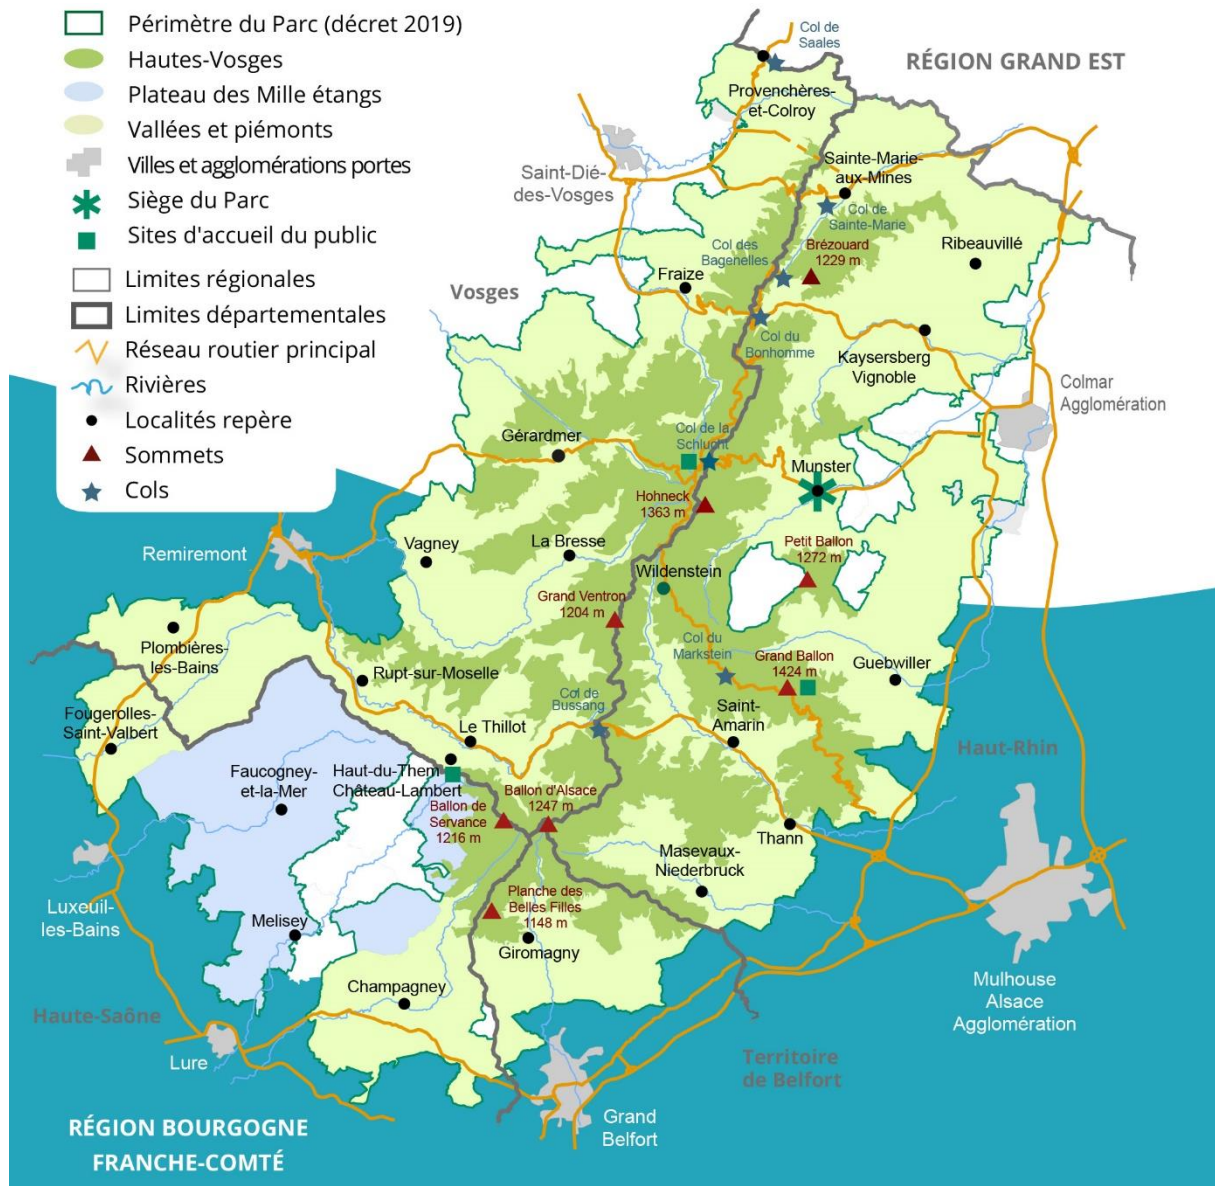 Périmètre du Parc (décret 2019)
Hautes-Vosges
Plateau des Mille étangs
Vallées et piémonts
Villes et agglomérations portes
Siège du Parc
Sites d'accueil du public
Limites régionales
Limites départementales
Réseau routier principal
Rivières
Localités repère
Sommets
Cols
Col de
Saales
RÉGION GRAND EST
Provenchères-
et-Colroy
Saint-Dié-
des-Vosges
Sainte-Marie-
aux-Mines
Col de
Sainte-Marie
Col des
Bagenelles
Brézouard
1229 m
Ribeauvillé
Fraize
Vosges
Col du
Bonhomme
Kaysersberg
Vignoble
Colmar
Agglomération
Gérardmer
Col de la
Schlucht
Munster
Hohneck
1363 m
Remiremont
Vagney
La Bresse
Petit Ballon
1272 m
Wildenstein
Grand Ventron
1204 m
Plombières-
les-Bains
Col du
Markstein
Grand Ballon
1424 m
Guebwiller
Rupt-sur-Moselle
Col de
Bussang
Saint-
Amarin
Fougerolles-
Saint-Valbert
Le Thillot
Haut-Rhin
Faucogney-
et-la-Mer
Haut-du-Them
Château-Lambert
Ballon d'Alsace
1247 m
Ballon de
Servance
1216 m
Thann
Masevaux-
Niederbruck
Luxeuil-
les-Bains
Planche des
Belles Filles
1148 m
Melisey
Giromagny
Champagney
Mulhouse
Alsace
Agglomération
Haute-Saône
Lure
Territoire
de Belfort
Grand
Belfort
RÉGION BOURGOGNE
FRANCHE-COMTÉ